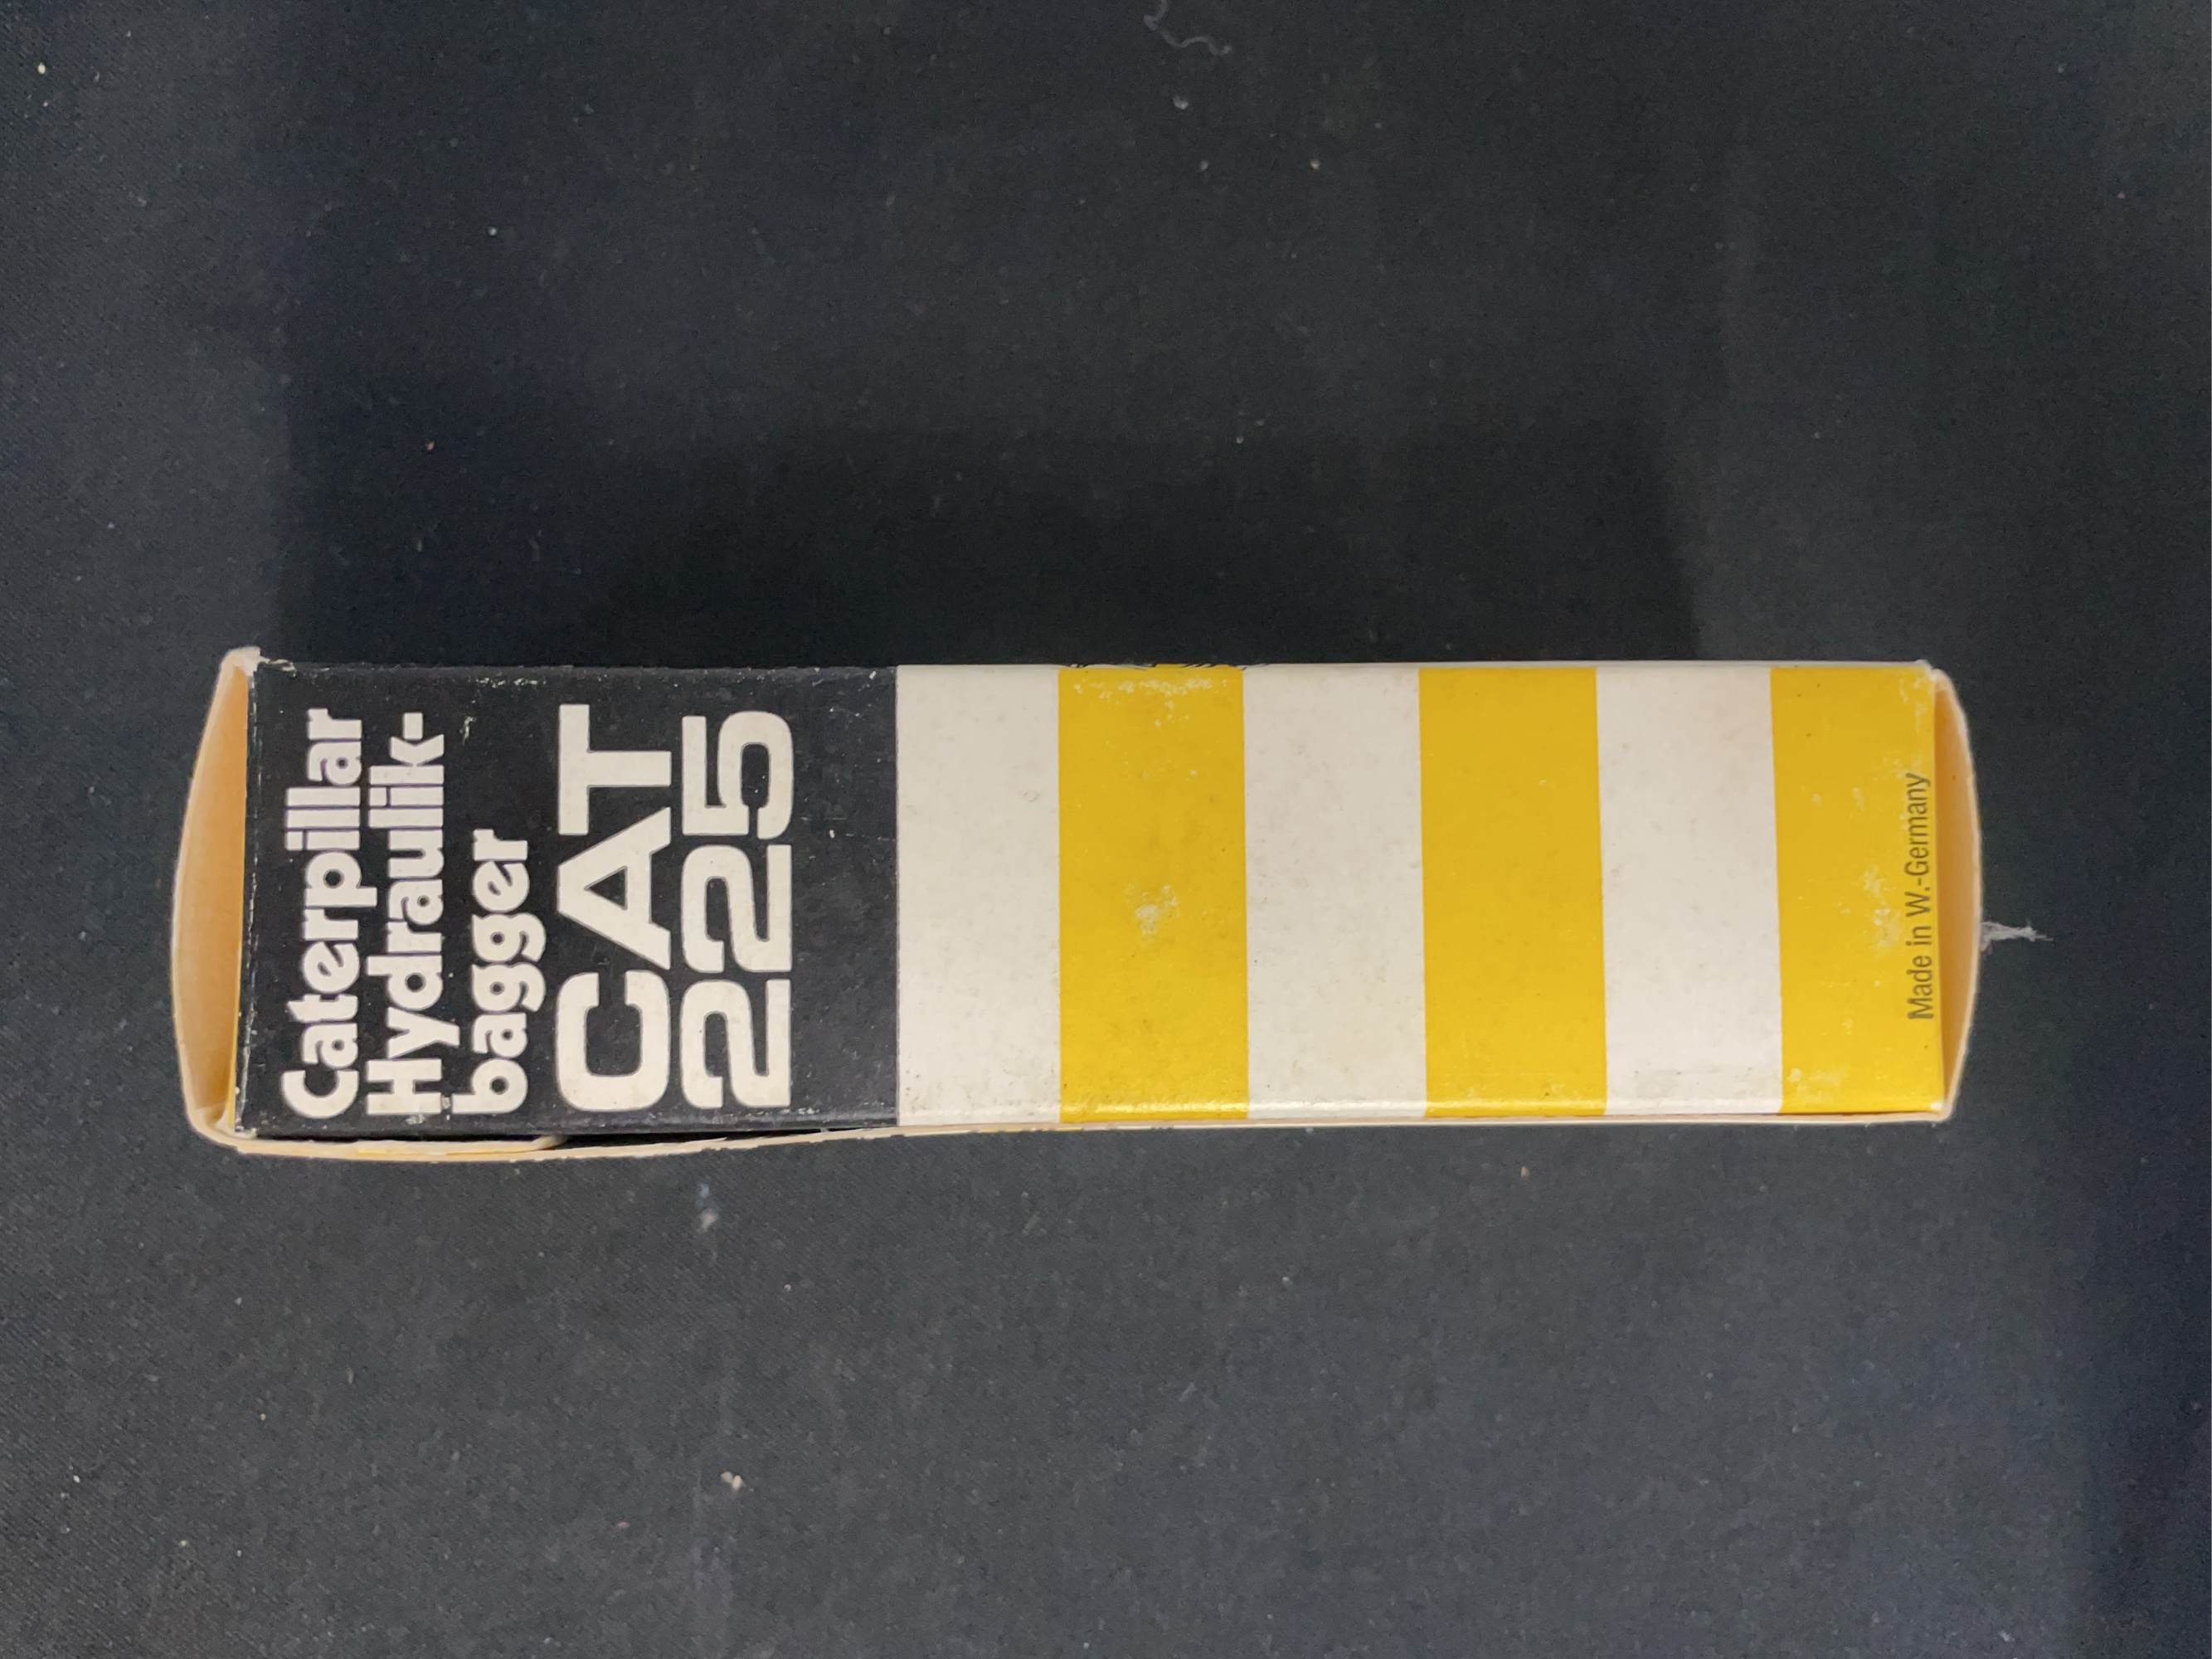 Caterpillar
Hydraulik-
bagger
CAT
225
Made in W.-Germany